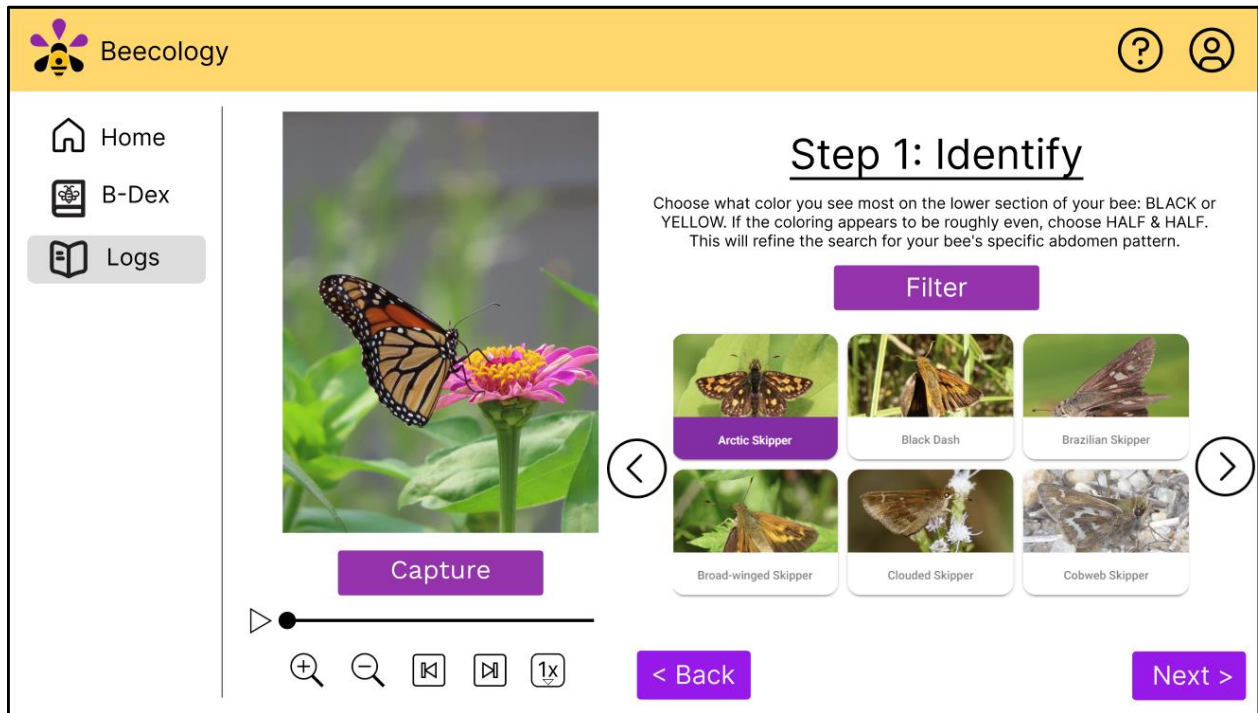 Beecology
Home
B-Dex
Logs
Step 1: Identify
Choose what color you see most on the lower section of your bee: BLACK or
YELLOW. If the coloring appears to be roughly even, choose HALF & HALF.
This will refine the search for your bee's specific abdomen pattern.
Filter
Arctic Skipper
Black Dash
Brazilian Skipper
Broad-winged Skipper
Clouded Skipper
Cobweb Skipper
Capture
1x
< Back
Next >